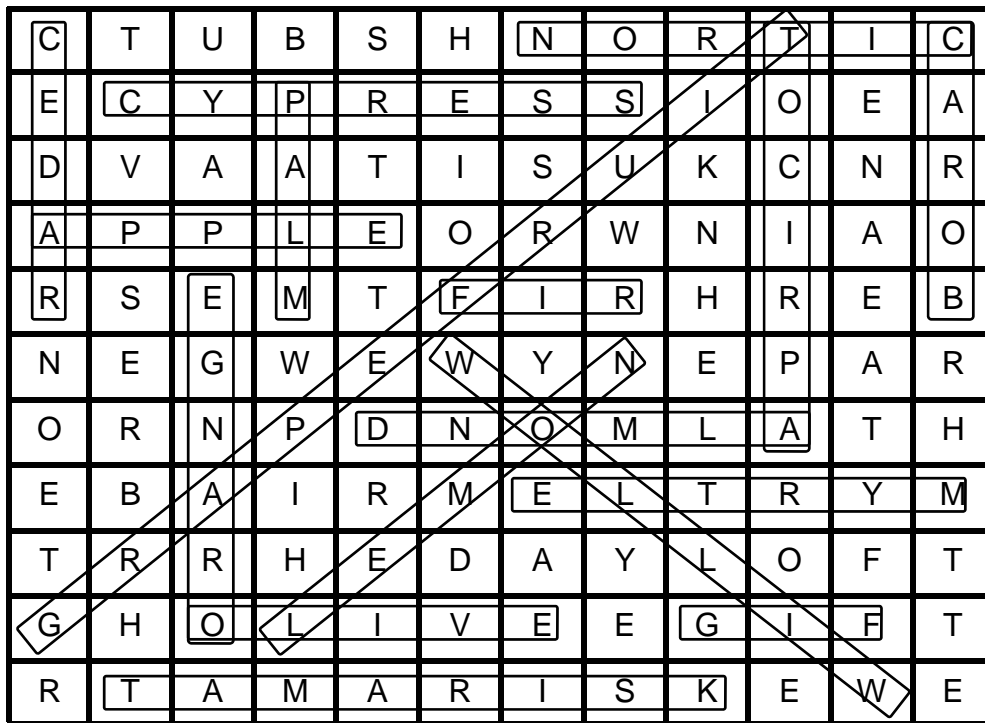 C T U B S H N O R T I C
E C Y P R E S S I O E A
D V A A T I S U K C N R
A P P L E O R W N I A O
R S E M T F I R H R E B
N E G W E W Y N E P A R
O R N P D N O M L A T H
E B A I R M E L T R Y M
T R R H E D A Y L O F T
G H O L I V E E G I F T
R T A M A R I S K E W E